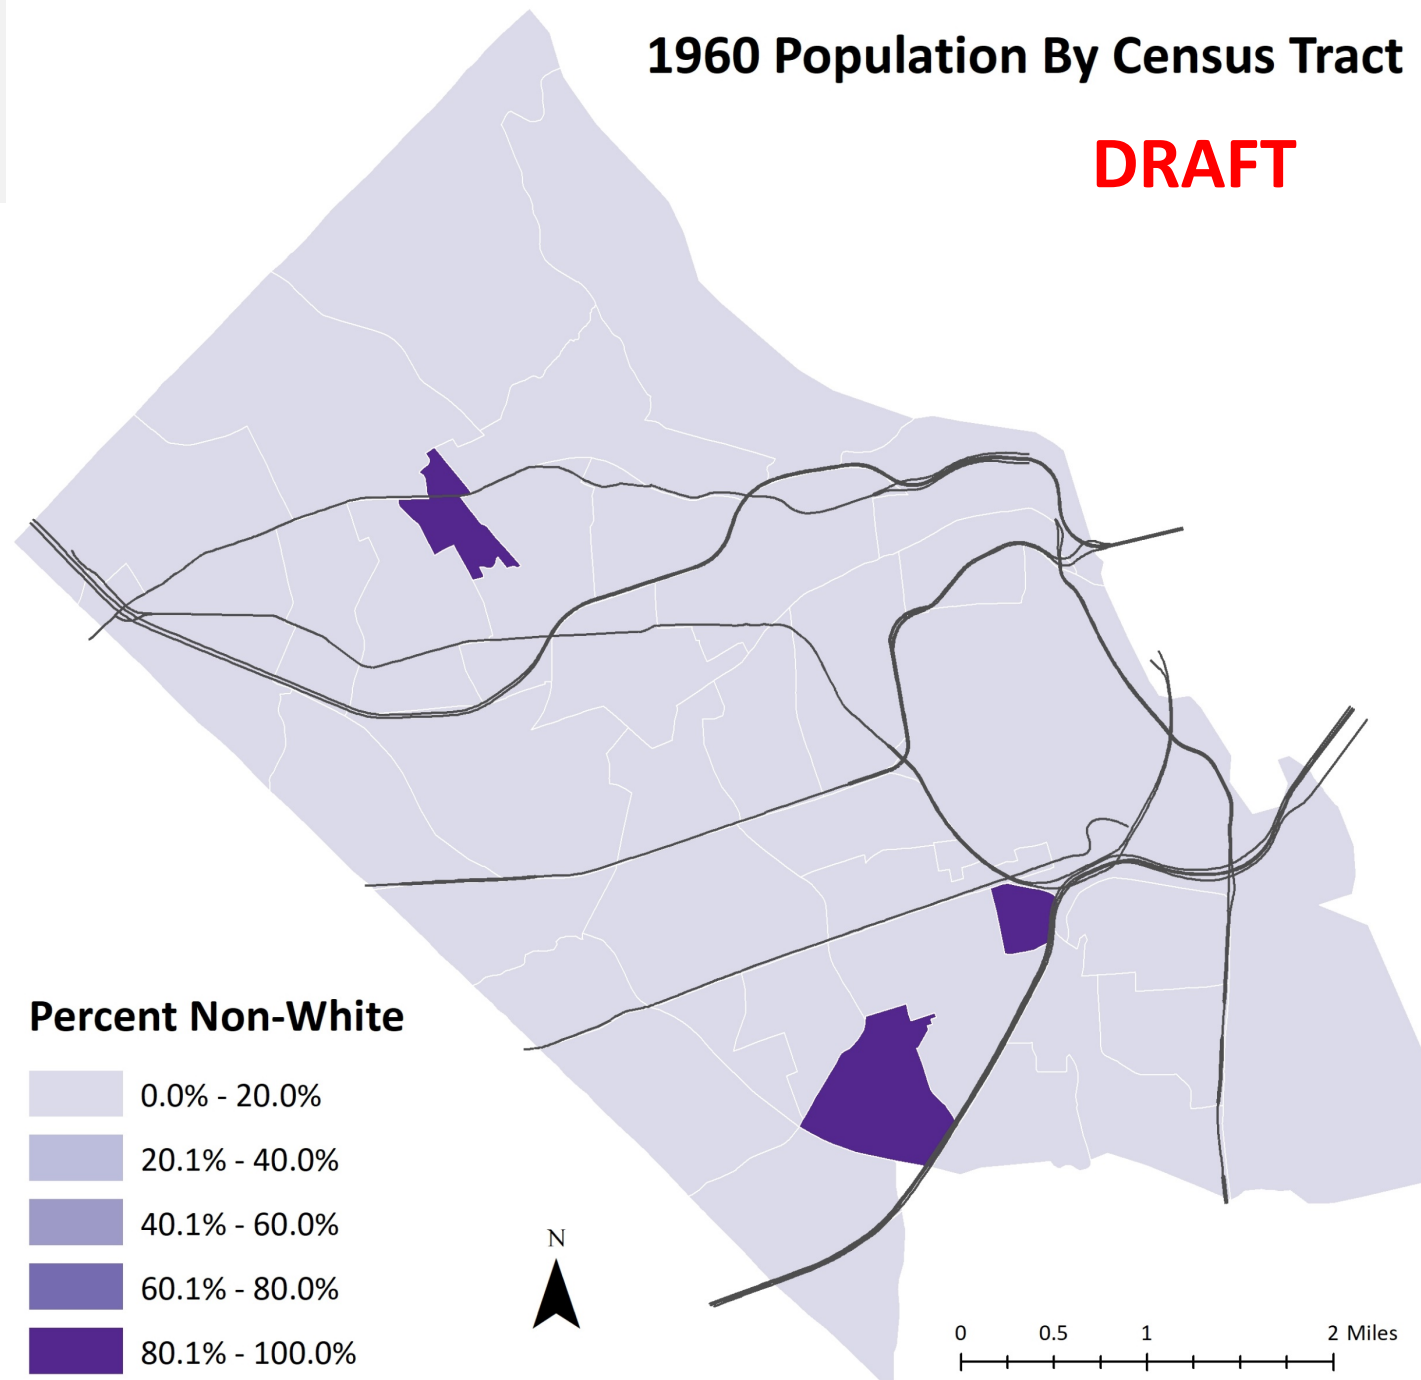 1960 Population By Census Tract
DRAFT
Percent Non-White
0.0% - 20.0%
20.1% - 40.0%
40.1% - 60.0%
60.1% - 80.0%
80.1% - 100.0%
N
0 0.5 1 2 Miles